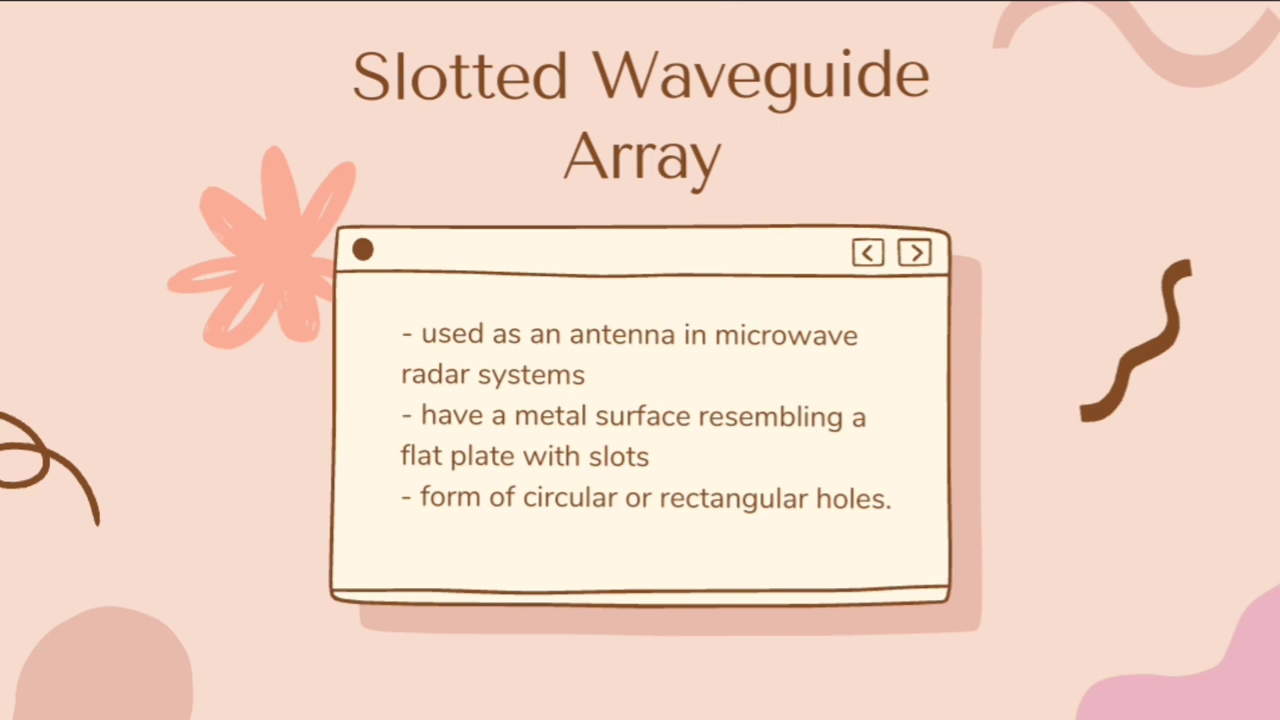 Slotted Waveguide
Array
- used as an antenna in microwave
radar systems
- have a metal surface resembling a
flat plate with slots
- form of circular or rectangular holes.